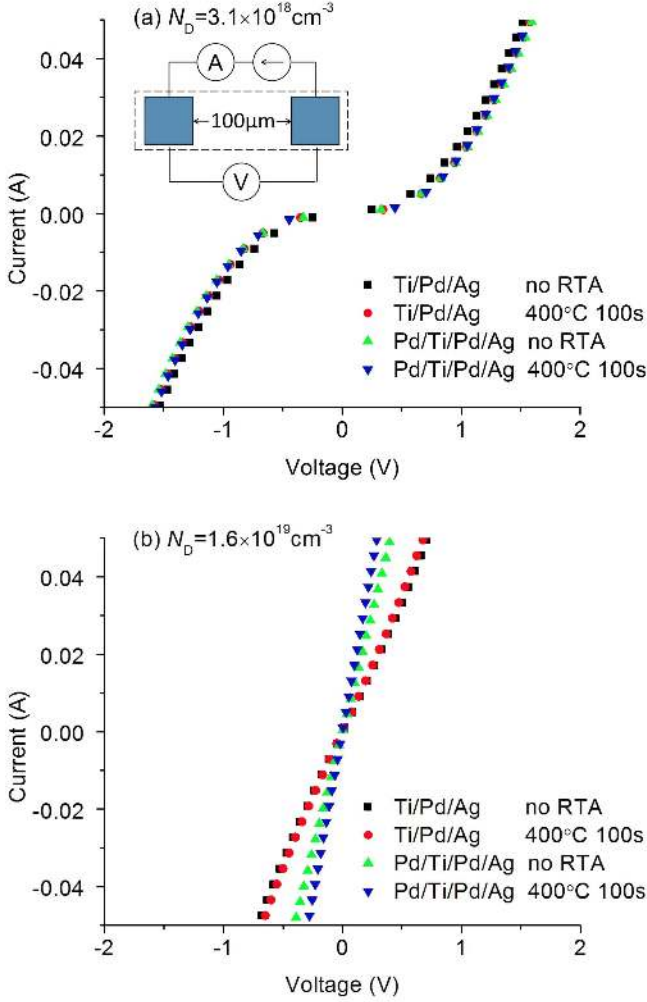 (a) N_D=3.1×10^18cm^-3
A
←100μm→
V
0.04
0.02
0.00
-0.02
-0.04
Current (A)
Ti/Pd/Ag no RTA
Ti/Pd/Ag 400°C 100s
Pd/Ti/Pd/Ag no RTA
Pd/Ti/Pd/Ag 400°C 100s
-2 -1 0 1 2
Voltage (V)
(b) N_D=1.6×10^19cm^-3
0.04
0.02
0.00
-0.02
-0.04
Current (A)
Ti/Pd/Ag no RTA
Ti/Pd/Ag 400°C 100s
Pd/Ti/Pd/Ag no RTA
Pd/Ti/Pd/Ag 400°C 100s
-2 -1 0 1 2
Voltage (V)